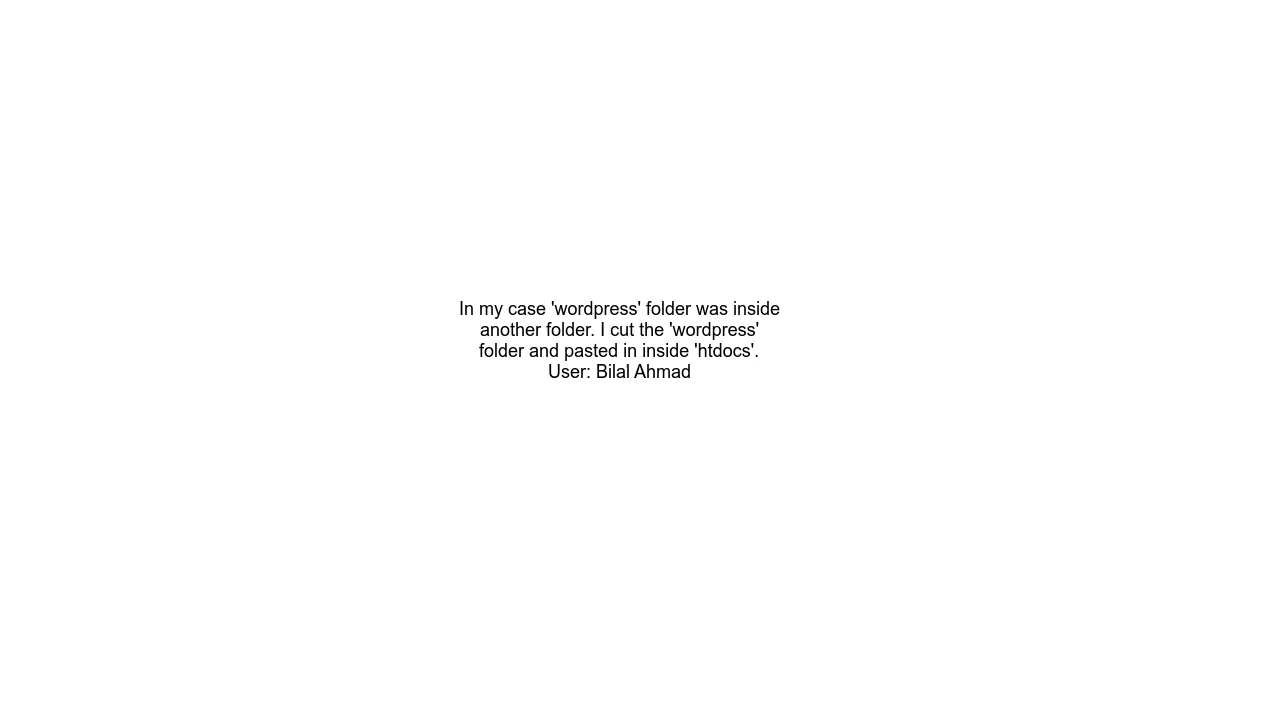 In my case 'wordpress' folder was inside
another folder. I cut the 'wordpress'
folder and pasted in inside 'htdocs'.
User: Bilal Ahmad